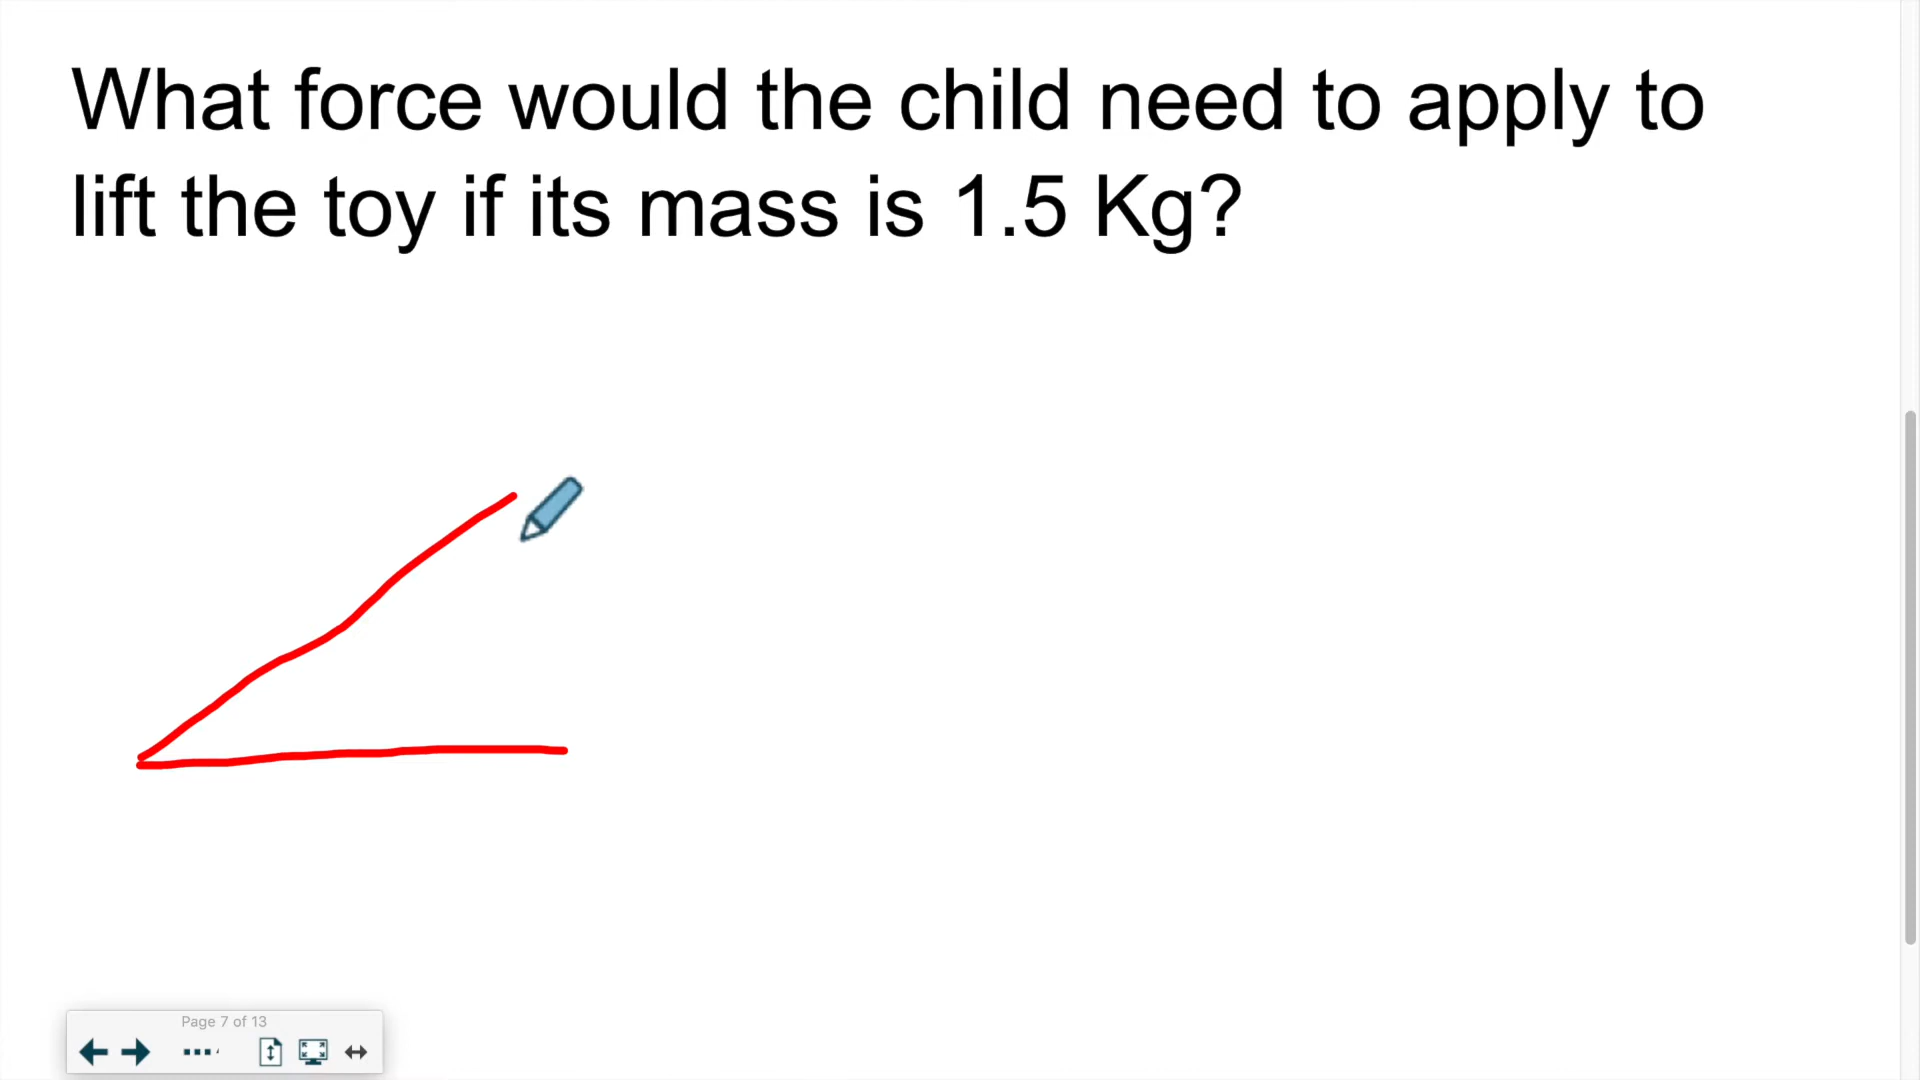 What force would the child need to apply to
lift the toy if its mass is 1.5 Kg?
Page 7 of 13